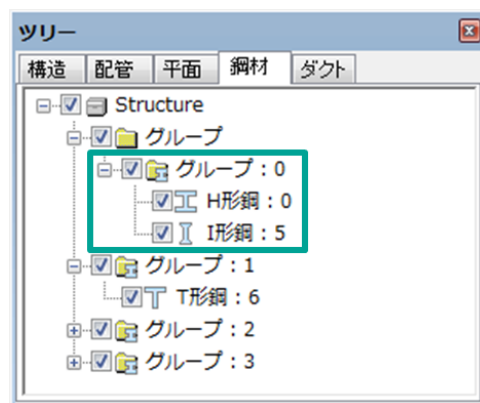 ツリー
構造 配管 平面 鋼材 ダクト
Structure
グループ
グループ：0
H形鋼：0
I形鋼：5
グループ：1
T形鋼：6
グループ：2
グループ：3